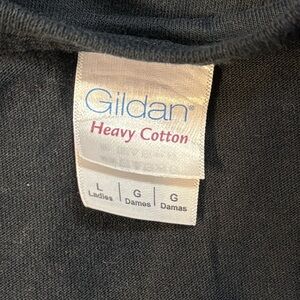 Gildan®
Heavy Cotton
L G G
Ladies Dames Damas